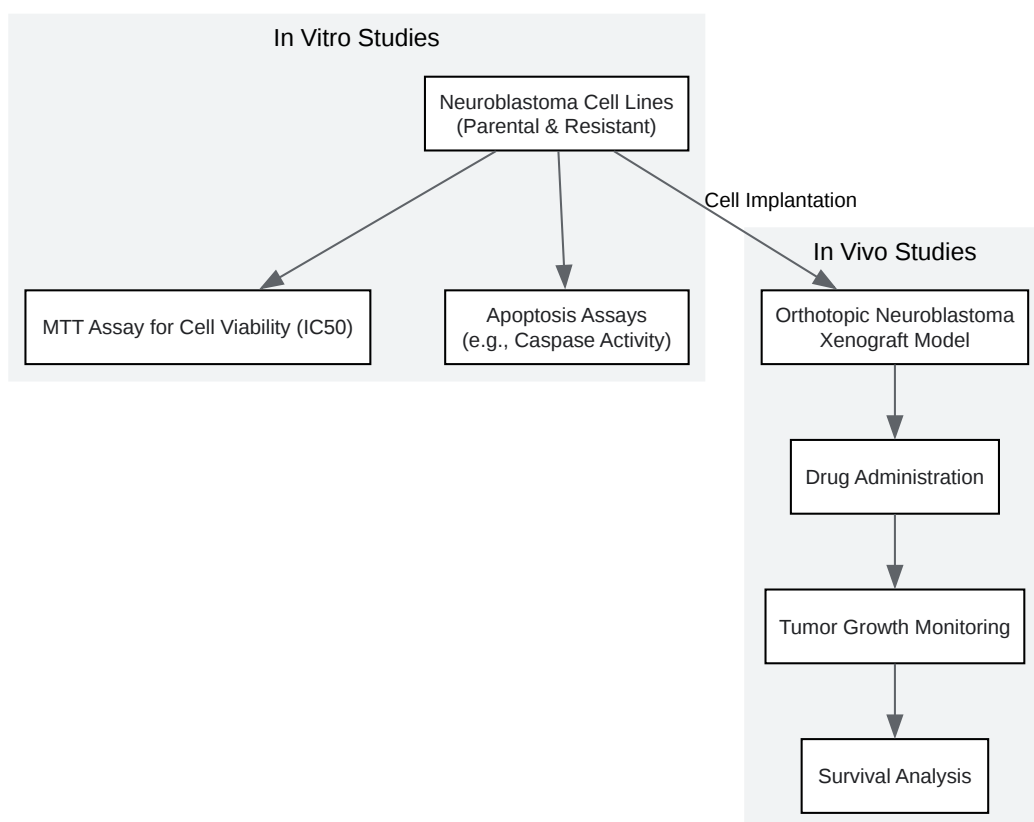 In Vitro Studies
Neuroblastoma Cell Lines
(Parental & Resistant)
Cell Implantation
In Vivo Studies
MTT Assay for Cell Viability (IC50)
Apoptosis Assays
(e.g., Caspase Activity)
Orthotopic Neuroblastoma
Xenograft Model
Drug Administration
Tumor Growth Monitoring
Survival Analysis